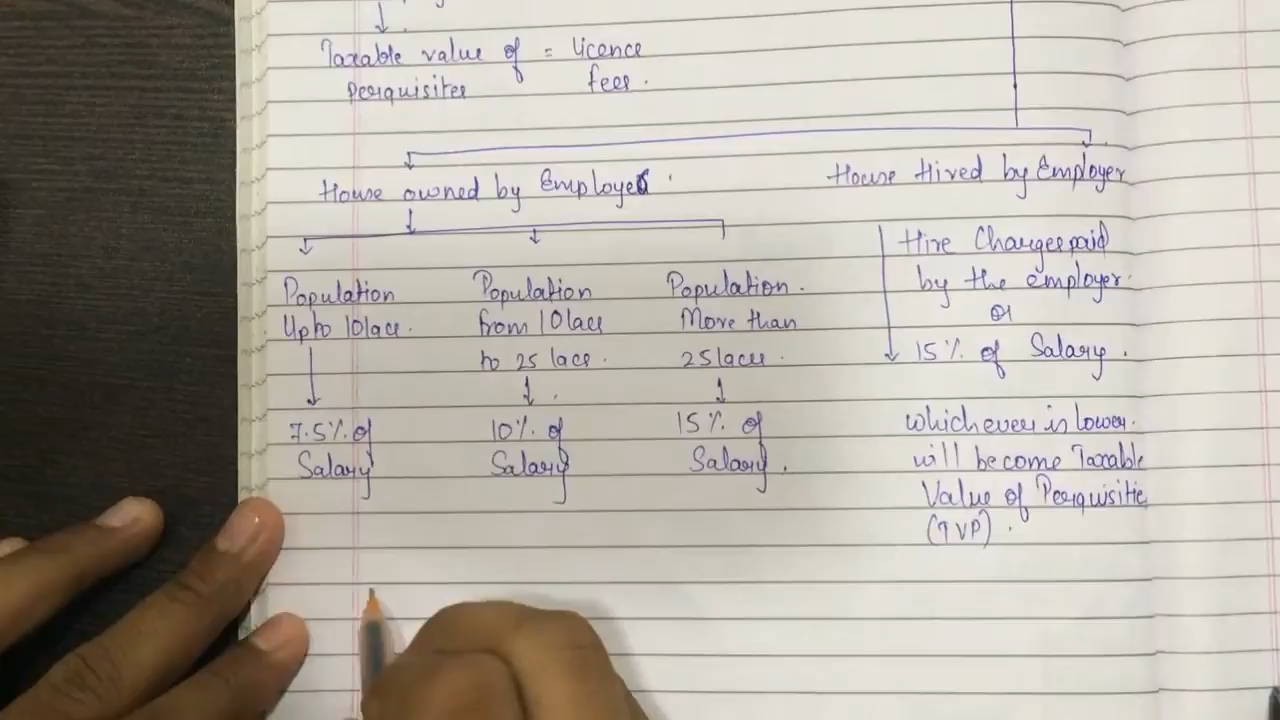 Taxable value of = licence
perquisites fees.
House owned by Employer.
House Hired by Employer
Population
Upto 10 lacs.
7.5% of
Salary
Population
from 10 lacs
to 25 lacs.
10% of
Salary
Population.
More than
25 lacs.
15% of
Salary.
Hire Charges paid
by the employer.
or
15% of Salary.
whichever is lower.
will become Taxable
Value of Perquisitie
(TVP).